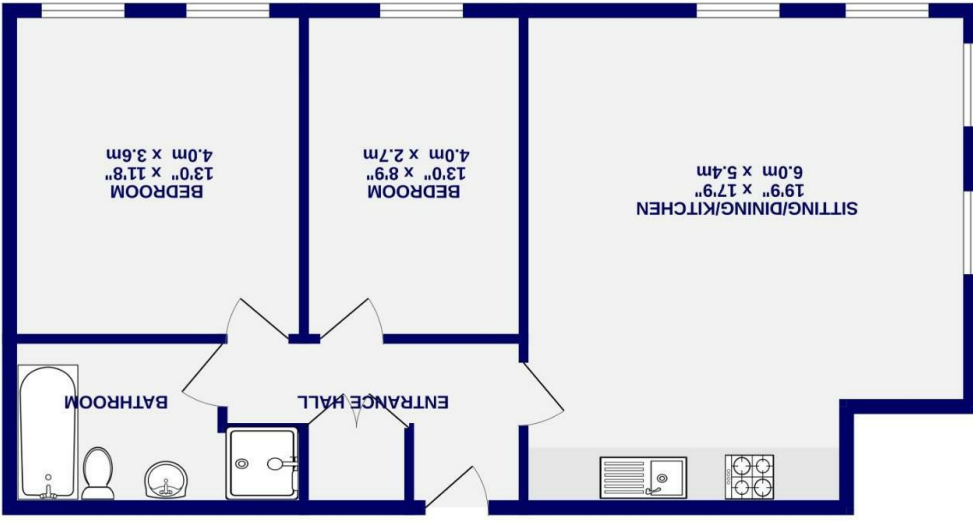 ENTRANCE HALL
BATHROOM
SITTING/DINING/KITCHEN
19'9" x 17'9"
6.0m x 5.4m
BEDROOM
13'0" x 8'9"
4.0m x 2.7m
BEDROOM
13'0" x 11'8"
4.0m x 3.6m